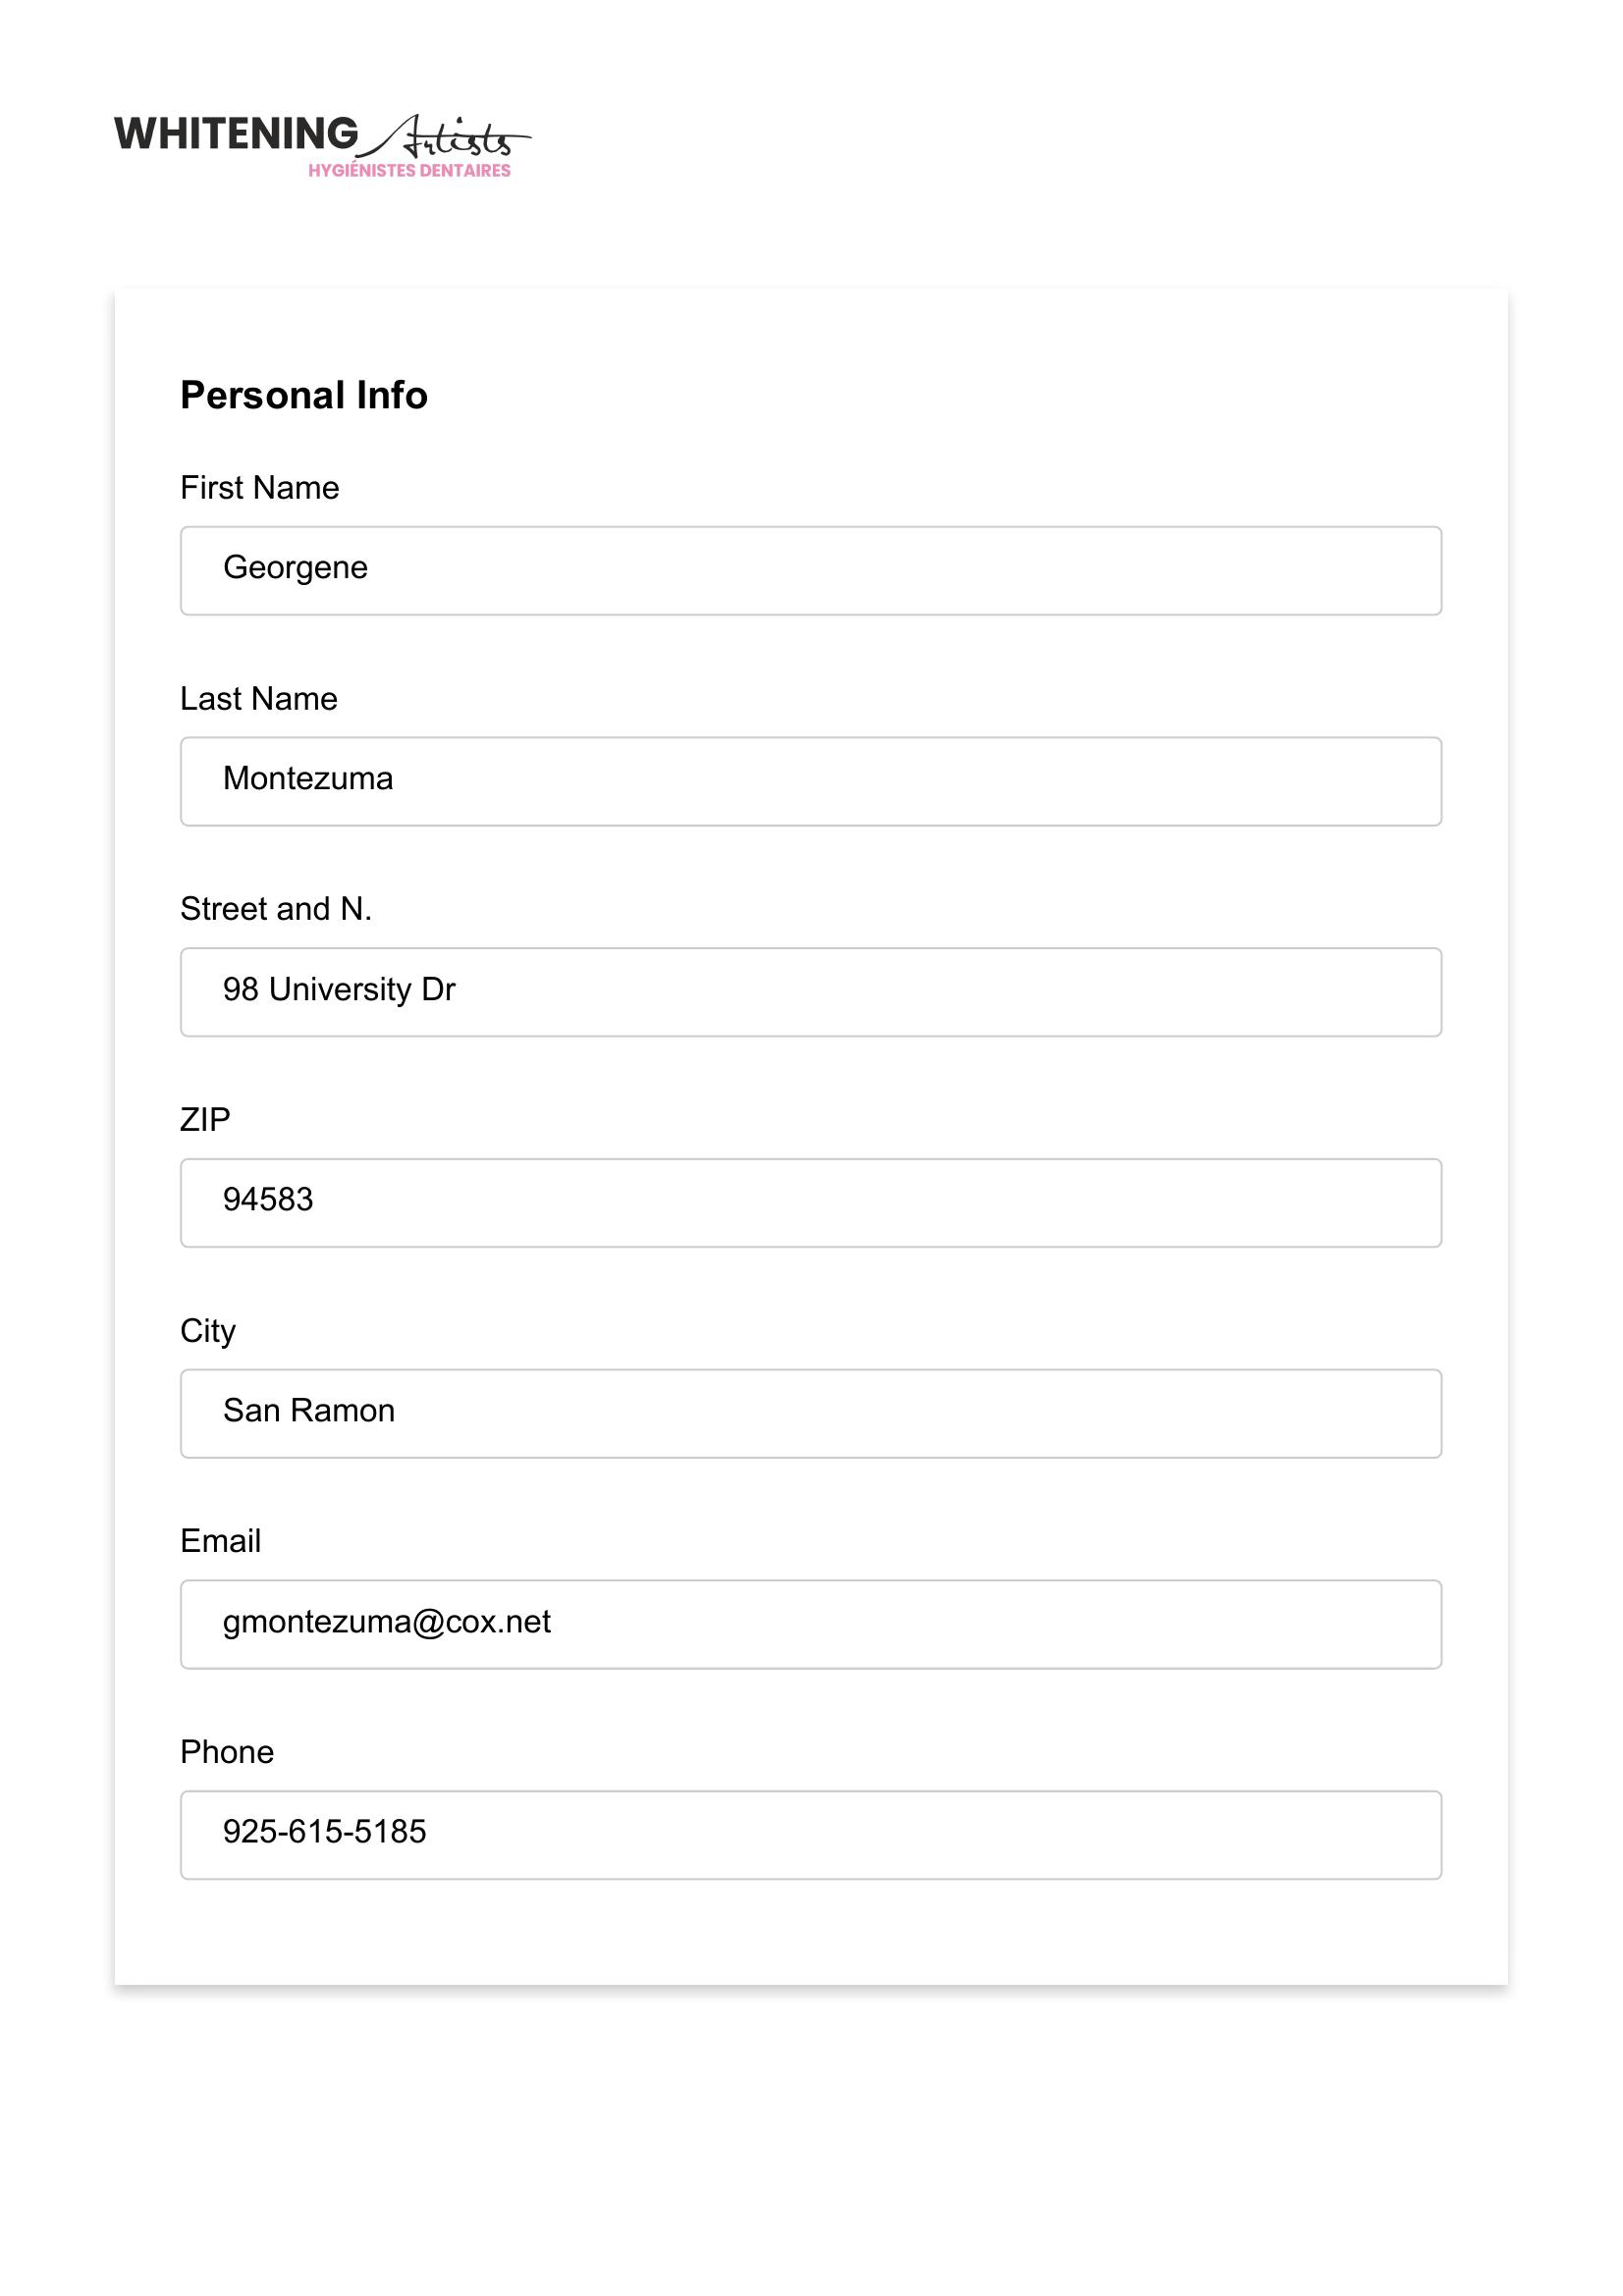 WHITENING Artists
HYGIÉNISTES DENTAIRES
Personal Info
First Name
Georgene
Last Name
Montezuma
Street and N.
98 University Dr
ZIP
94583
City
San Ramon
Email
gmontezuma@cox.net
Phone
925-615-5185